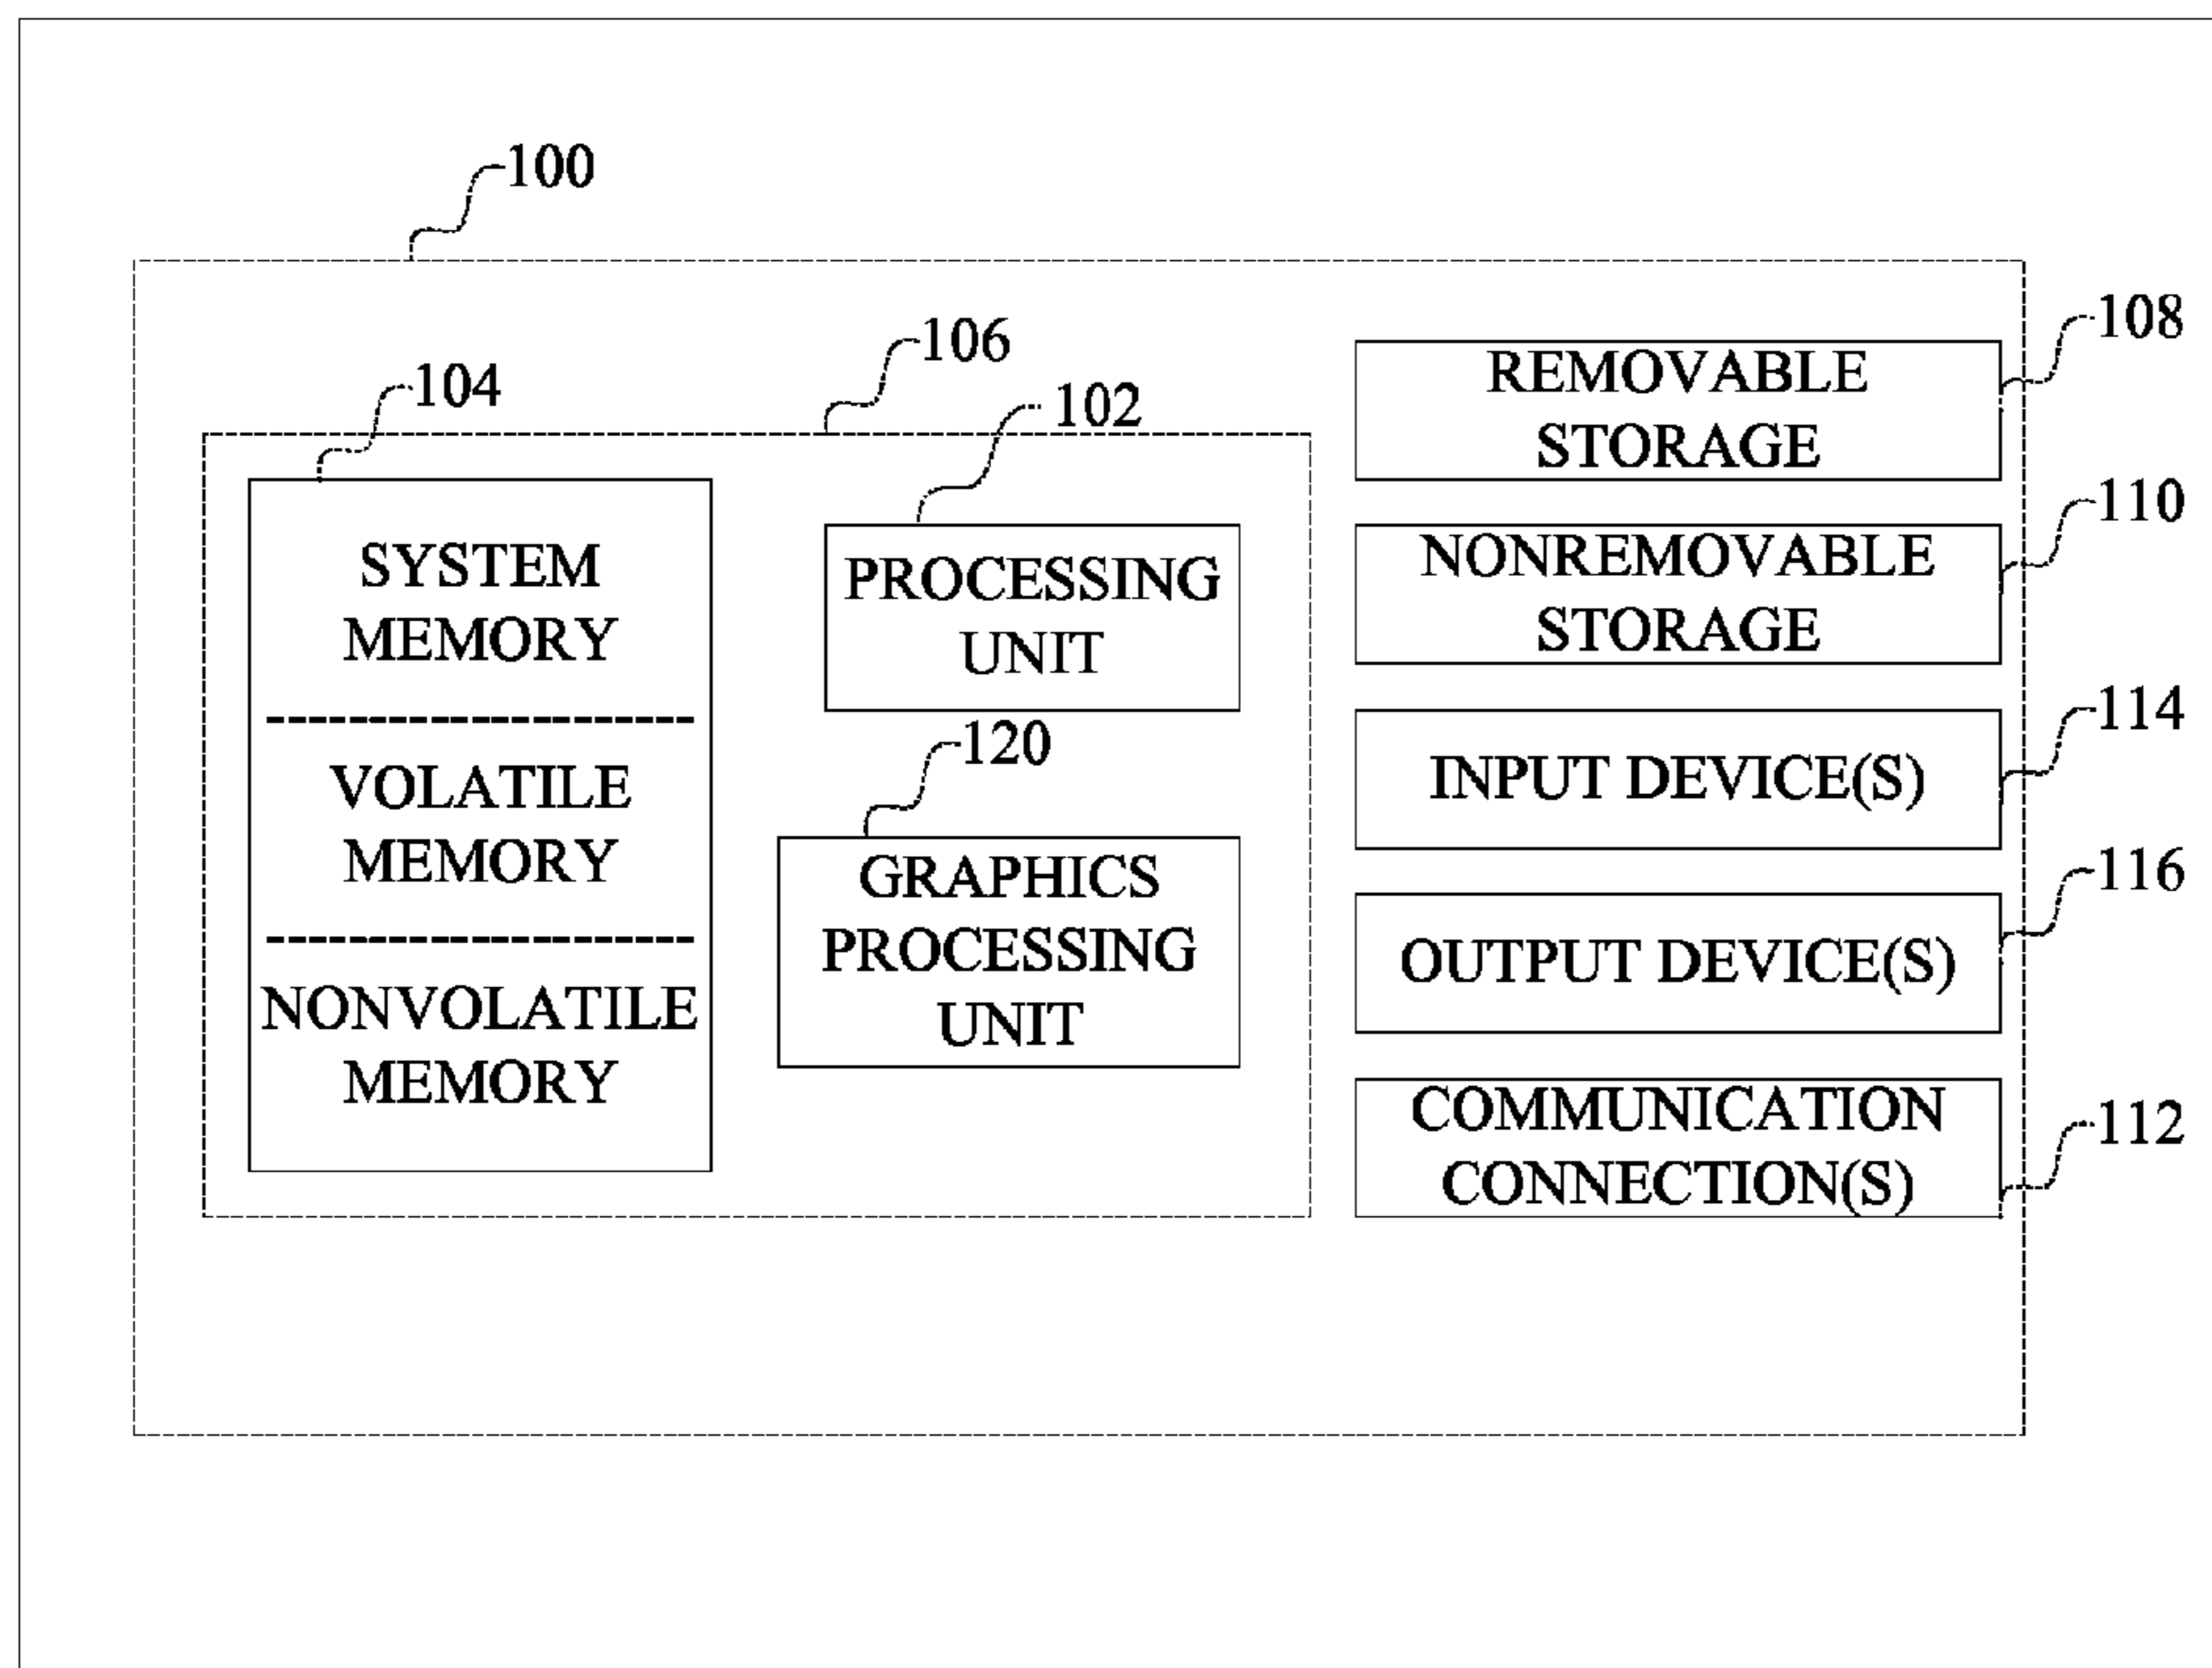 100
106
104
102
SYSTEM
MEMORY
VOLATILE
MEMORY
NONVOLATILE
MEMORY
PROCESSING
UNIT
120
GRAPHICS
PROCESSING
UNIT
108
REMOVABLE
STORAGE
110
NONREMOVABLE
STORAGE
114
INPUT DEVICE(S)
116
OUTPUT DEVICE(S)
112
COMMUNICATION
CONNECTION(S)